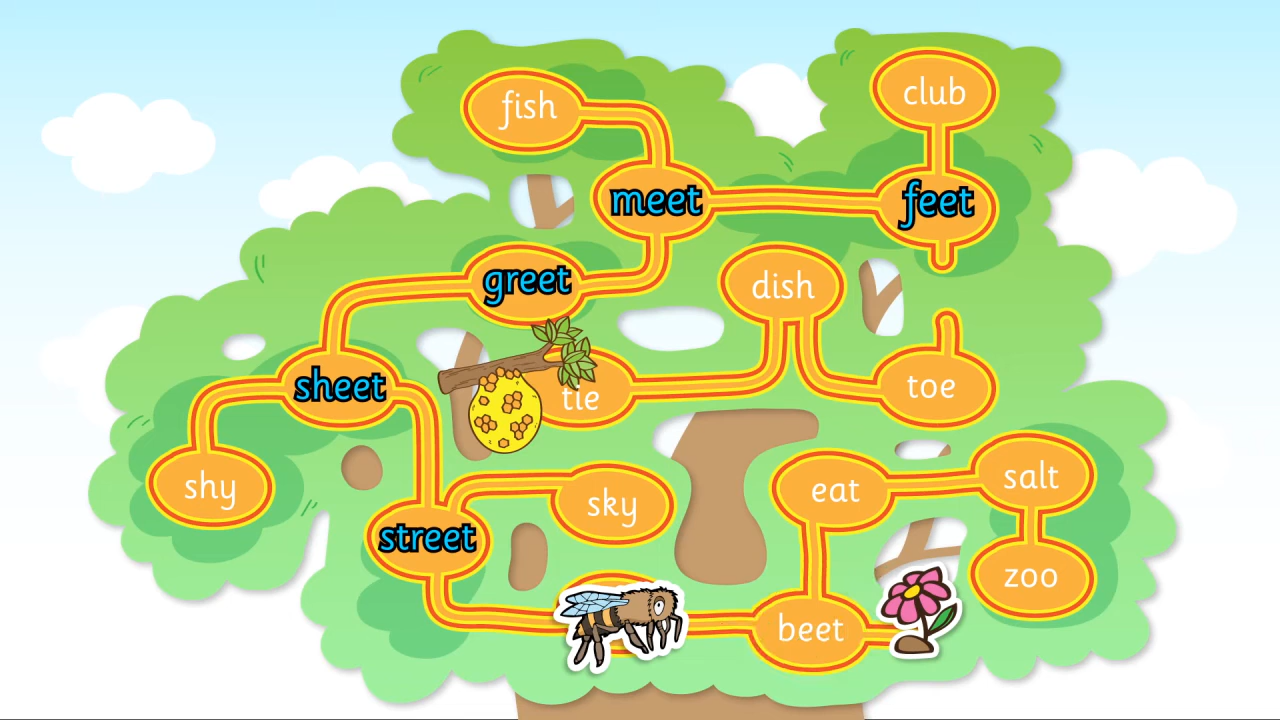 club
fish
meet
feet
greet
dish
sheet
tie
toe
shy
sky
eat
salt
street
zoo
beet